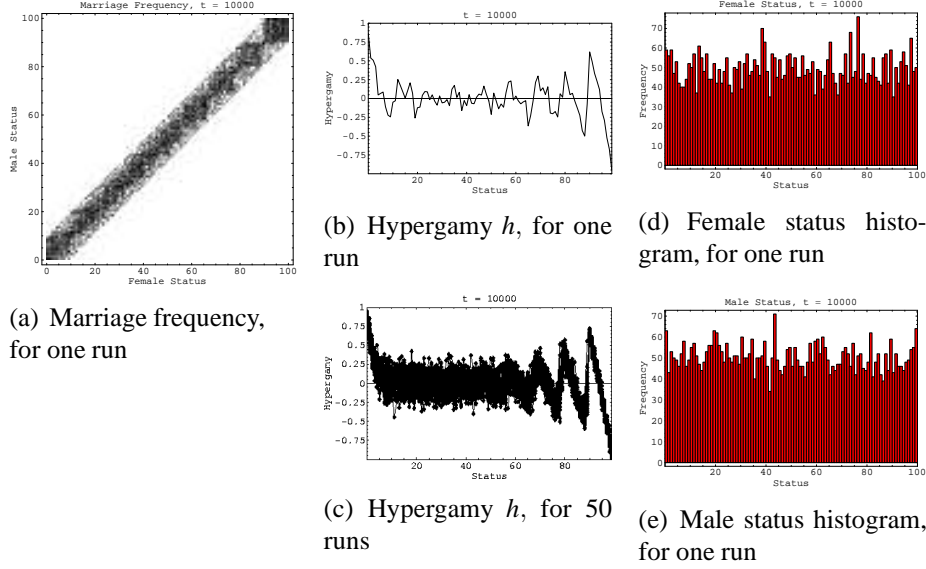 Marriage Frequency, t = 10000
100
80
60
40
20
0
Male Status
0 20 40 60 80 100
Female Status
(a) Marriage frequency,
for one run
t = 10000
1
0.75
0.5
0.25
0
-0.25
-0.5
-0.75
Hypergamy
20 40 60 80
Status
(b) Hypergamy h, for one
run
t = 10000
1
0.75
0.5
0.25
0
-0.25
-0.5
-0.75
Hypergamy
20 40 60 80
Status
(c) Hypergamy h, for 50
runs
Female Status, t = 10000
70
60
50
40
30
20
10
0
Frequency
20 40 60 80 100
Status
(d) Female status histo-
gram, for one run
Male Status, t = 10000
70
60
50
40
30
20
10
0
Frequency
20 40 60 80 100
Status
(e) Male status histogram,
for one run